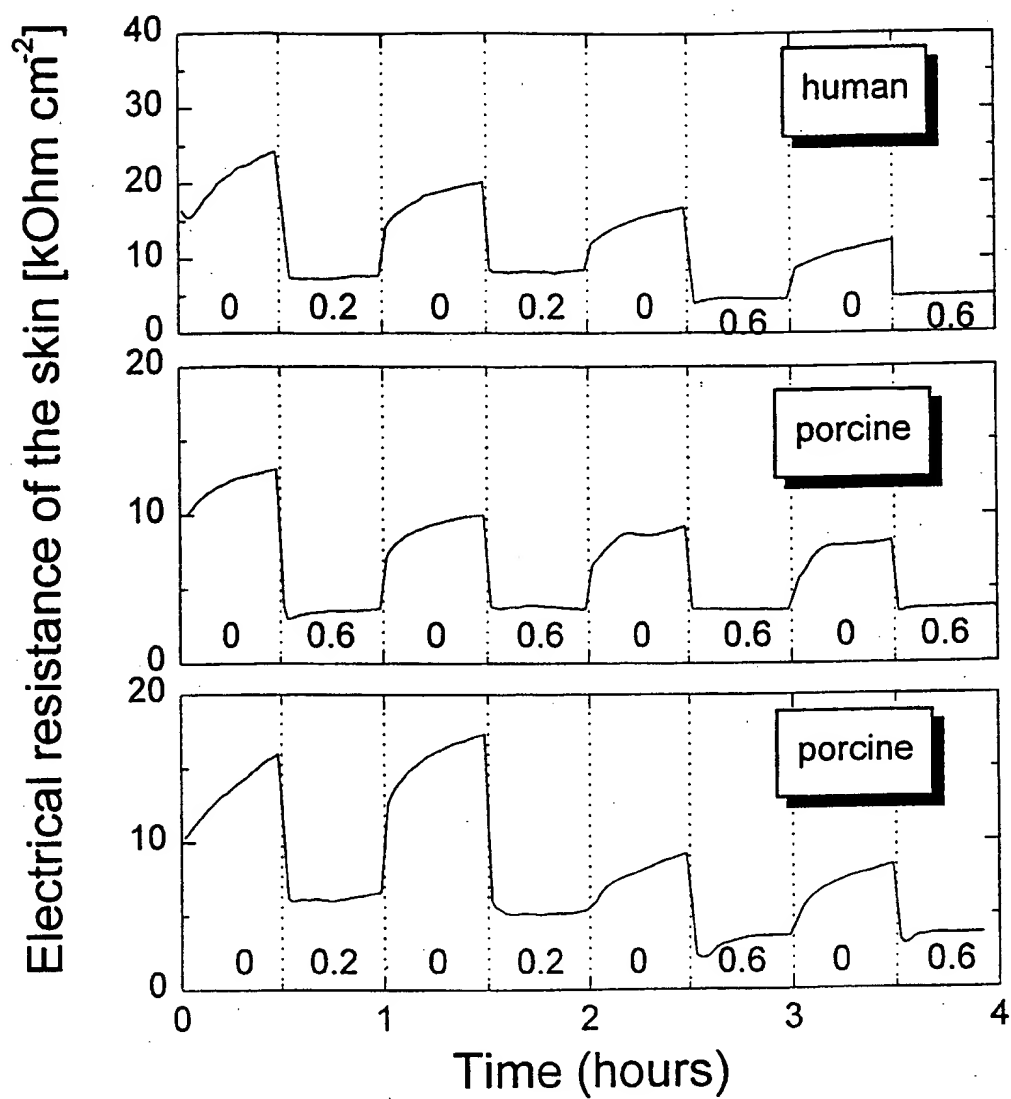 Electrical resistance of the skin [kOhm cm-2]
40
30
20
10
0
human
0 0.2 0 0.2 0 0.6 0 0.6
20
10
0
porcine
0 0.6 0 0.6 0 0.6 0 0.6
20
10
0
porcine
0 0.2 0 0.2 0 0.6 0 0.6
0 1 2 3 4
Time (hours)